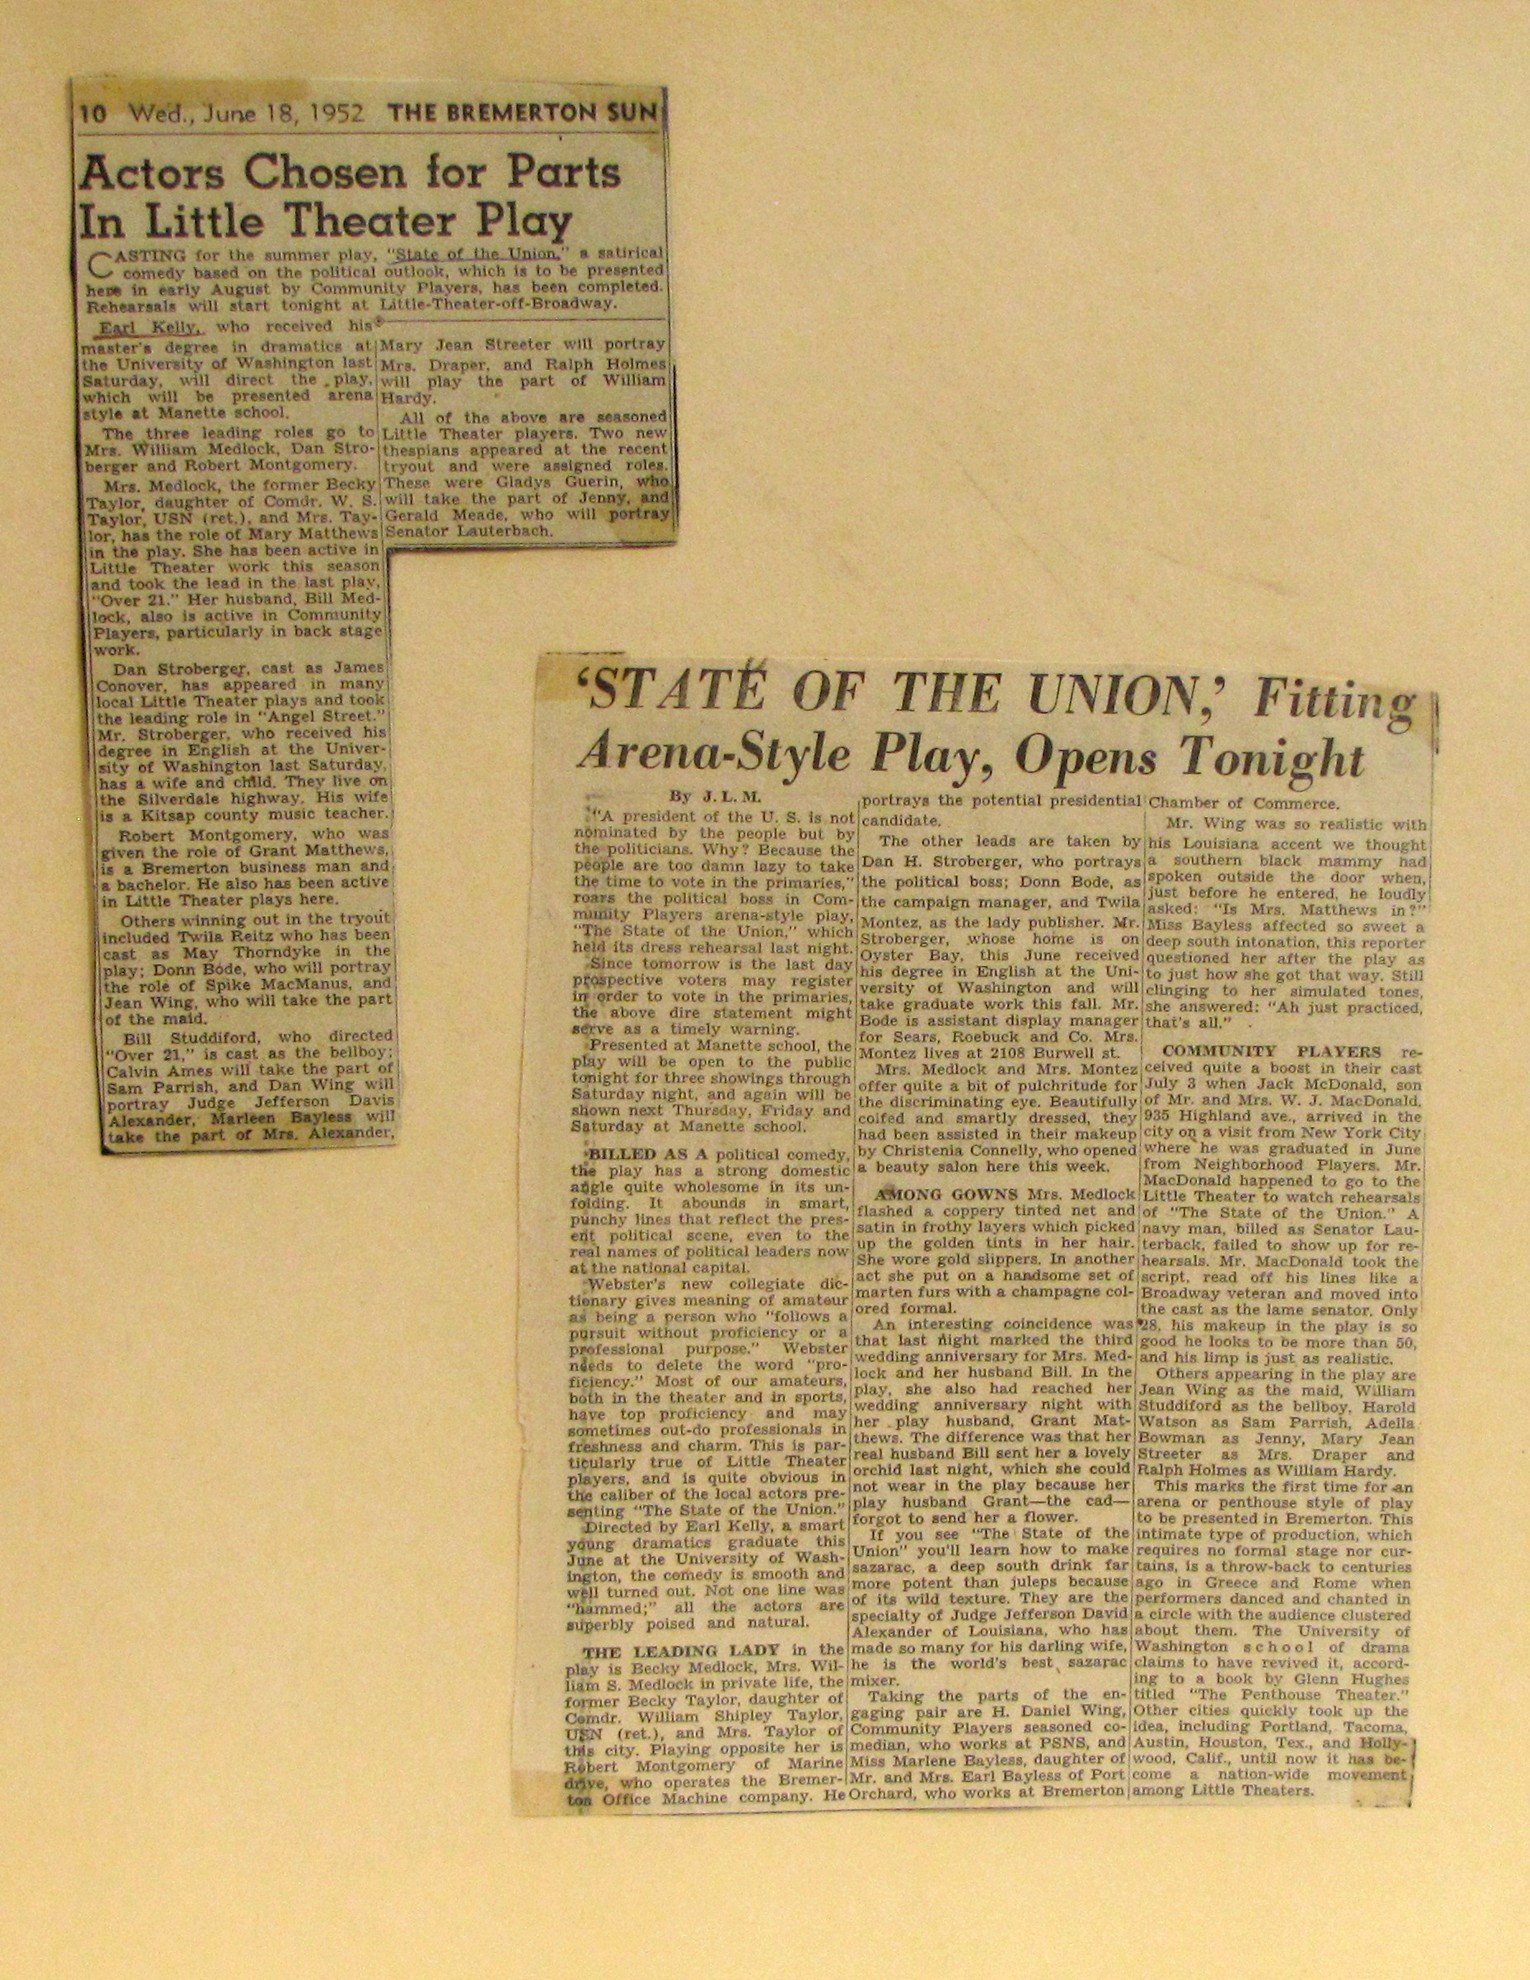 10 Wed., June 18, 1952 THE BREMERTON SUN
Actors Chosen for Parts
In Little Theater Play
CASTING for the summer play, "State of the Union," a satirical
comedy based on the political outlook, which is to be presented
here in early August by Community Players, has been completed.
Rehearsals will start tonight at Little-Theater-off-Broadway.
Earl Kelly, who received his
master's degree in dramatics at
the University of Washington last
Saturday, will direct the play,
which will be presented arena
style at Manette school.
The three leading roles go to
Mrs. William Medlock, Dan Stro-
berger and Robert Montgomery.
Mrs. Medlock, the former Becky
Taylor, daughter of Comdr. W. S.
Taylor, USN (ret.), and Mrs. Tay-
lor, has the role of Mary Matthews
in the play. She has been active in
Little Theater work this season
and took the lead in the last play,
"Over 21." Her husband, Bill Med-
lock, also is active in Community
Players, particularly in back stage
work.
Dan Stroberger, cast as James
Conover, has appeared in many
local Little Theater plays and took
the leading role in "Angel Street."
Mr. Stroberger, who received his
degree in English at the Univer-
sity of Washington last Saturday,
has a wife and child. They live on
the Silverdale highway. His wife
is a Kitsap county music teacher.
Robert Montgomery, who was
given the role of Grant Matthews,
is a Bremerton business man and
a bachelor. He also has been active
in Little Theater plays here.
Others winning out in the tryout
included Twila Reitz who has been
cast as May Thorndyke in the
play; Donn Bode, who will portray
the role of Spike MacManus, and
Jean Wing, who will take the part
of the maid.
Bill Studdiford, who directed
"Over 21," is cast as the bellboy;
Calvin Ames will take the part of
Sam Parrish, and Dan Wing will
portray Judge Jefferson Davis
Alexander, Marleen Bayless will
take the part of Mrs. Alexander,
Mary Jean Streeter will portray
Mrs. Draper, and Ralph Holmes
will play the part of William
Hardy.
All of the above are seasoned
Little Theater players. Two new
thespians appeared at the recent
tryout and were assigned roles.
These were Gladys Guerin, who
will take the part of Jenny, and
Gerald Meade, who will portray
Senator Lauterbach.
'STATE OF THE UNION,' Fitting
Arena-Style Play, Opens Tonight
By J. L. M.
"A president of the U. S. is not
nominated by the people but by
the politicians. Why? Because the
people are too damn lazy to take
the time to vote in the primaries,"
roars the political boss in Com-
munity Players arena-style play,
"The State of the Union," which
held its dress rehearsal last night.
Since tomorrow is the last day
prospective voters may register
in order to vote in the primaries,
the above dire statement might
serve as a timely warning.
Presented at Manette school, the
play will be open to the public
tonight for three showings through
Saturday night, and again will be
shown next Thursday, Friday and
Saturday at Manette school.
BILLED AS A political comedy,
the play has a strong domestic
angle quite wholesome in its un-
folding. It abounds in smart,
punchy lines that reflect the pres-
ent political scene, even to the
real names of political leaders now
at the national capital.
Webster's new collegiate dic-
tionary gives meaning of amateur
as being a person who "follows a
pursuit without proficiency or a
professional purpose." Webster
needs to delete the word "pro-
ficiency." Most of our amateurs,
both in the theater and in sports,
have top proficiency and may
sometimes out-do professionals in
freshness and charm. This is par-
ticularly true of Little Theater
players, and is quite obvious in
the caliber of the local actors pre-
senting "The State of the Union."
Directed by Earl Kelly, a smart
young dramatics graduate this
June at the University of Wash-
ington, the comedy is smooth and
well turned out. Not one line was
"hammed;" all the actors are
superbly poised and natural.
THE LEADING LADY in the
play is Becky Medlock, Mrs. Wil-
liam S. Medlock in private life, the
former Becky Taylor, daughter of
Comdr. William Shipley Taylor,
USN (ret.), and Mrs. Taylor of
this city. Playing opposite her is
Robert Montgomery of Marine
drive, who operates the Bremer-
ton Office Machine company. He
portrays the potential presidential
candidate.
The other leads are taken by
Dan H. Stroberger, who portrays
the political boss; Donn Bode, as
the campaign manager, and Twila
Montez, as the lady publisher. Mr.
Stroberger, whose home is on
Oyster Bay, this June received
his degree in English at the Uni-
versity of Washington and will
take graduate work this fall. Mr.
Bode is assistant display manager
for Sears, Roebuck and Co. Mrs.
Montez lives at 2108 Burwell st.
Mrs. Medlock and Mrs. Montez
offer quite a bit of pulchritude for
the discriminating eye. Beautifully
coifed and smartly dressed, they
had been assisted in their makeup
by Christenia Connelly, who opened
a beauty salon here this week.
AMONG GOWNS Mrs. Medlock
flashed a coppery tinted net and
satin in frothy layers which picked
up the golden tints in her hair.
She wore gold slippers. In another
act she put on a handsome set of
marten furs with a champagne col-
ored formal.
An interesting coincidence was
that last night marked the third
wedding anniversary for Mrs. Med-
lock and her husband Bill. In the
play, she also had reached her
wedding anniversary night with
her play husband, Grant Mat-
thews. The difference was that her
real husband Bill sent her a lovely
orchid last night, which she could
not wear in the play because her
play husband Grant—the cad—
forgot to send her a flower.
If you see "The State of the
Union" you'll learn how to make
sazarac, a deep south drink far
more potent than juleps because
of its wild texture. They are the
specialty of Judge Jefferson David
Alexander of Louisiana, who has
made so many for his darling wife,
he is the world's best sazarac
mixer.
Taking the parts of the en-
gaging pair are H. Daniel Wing,
Community Players seasoned co-
median, who works at PSNS, and
Miss Marlene Bayless, daughter of
Mr. and Mrs. Earl Bayless of Port
Orchard, who works at Bremerton
Chamber of Commerce.
Mr. Wing was so realistic with
his Louisiana accent we thought
a southern black mammy had
spoken outside the door when,
just before he entered, he loudly
asked: "Is Mrs. Matthews in?"
Miss Bayless affected so sweet a
deep south intonation, this reporter
questioned her after the play as
to just how she got that way. Still
clinging to her simulated tones,
she answered: "Ah just practiced,
that's all."
COMMUNITY PLAYERS re-
ceived quite a boost in their cast
July 3 when Jack McDonald, son
of Mr. and Mrs. W. J. MacDonald,
935 Highland ave., arrived in the
city on a visit from New York City
where he was graduated in June
from Neighborhood Players. Mr.
MacDonald happened to go to the
Little Theater to watch rehearsals
of "The State of the Union." A
navy man, billed as Senator Lau-
terback, failed to show up for re-
hearsals. Mr. MacDonald took the
script, read off his lines like a
Broadway veteran and moved into
the cast as the lame senator. Only
28, his makeup in the play is so
good he looks to be more than 50,
and his limp is just as realistic.
Others appearing in the play are
Jean Wing as the maid, William
Studdiford as the bellboy, Harold
Watson as Sam Parrish, Adella
Bowman as Jenny, Mary Jean
Streeter as Mrs. Draper and
Ralph Holmes as William Hardy.
This marks the first time for an
arena or penthouse style of play
to be presented in Bremerton. This
intimate type of production, which
requires no formal stage nor cur-
tains, is a throw-back to centuries
ago in Greece and Rome when
performers danced and chanted in
a circle with the audience clustered
about them. The University of
Washington school of drama
claims to have revived it, accord-
ing to a book by Glenn Hughes
titled "The Penthouse Theater."
Other cities quickly took up the
idea, including Portland, Tacoma,
Austin, Houston, Tex., and Holly-
wood, Calif., until now it has be-
come a nation-wide movement
among Little Theaters.